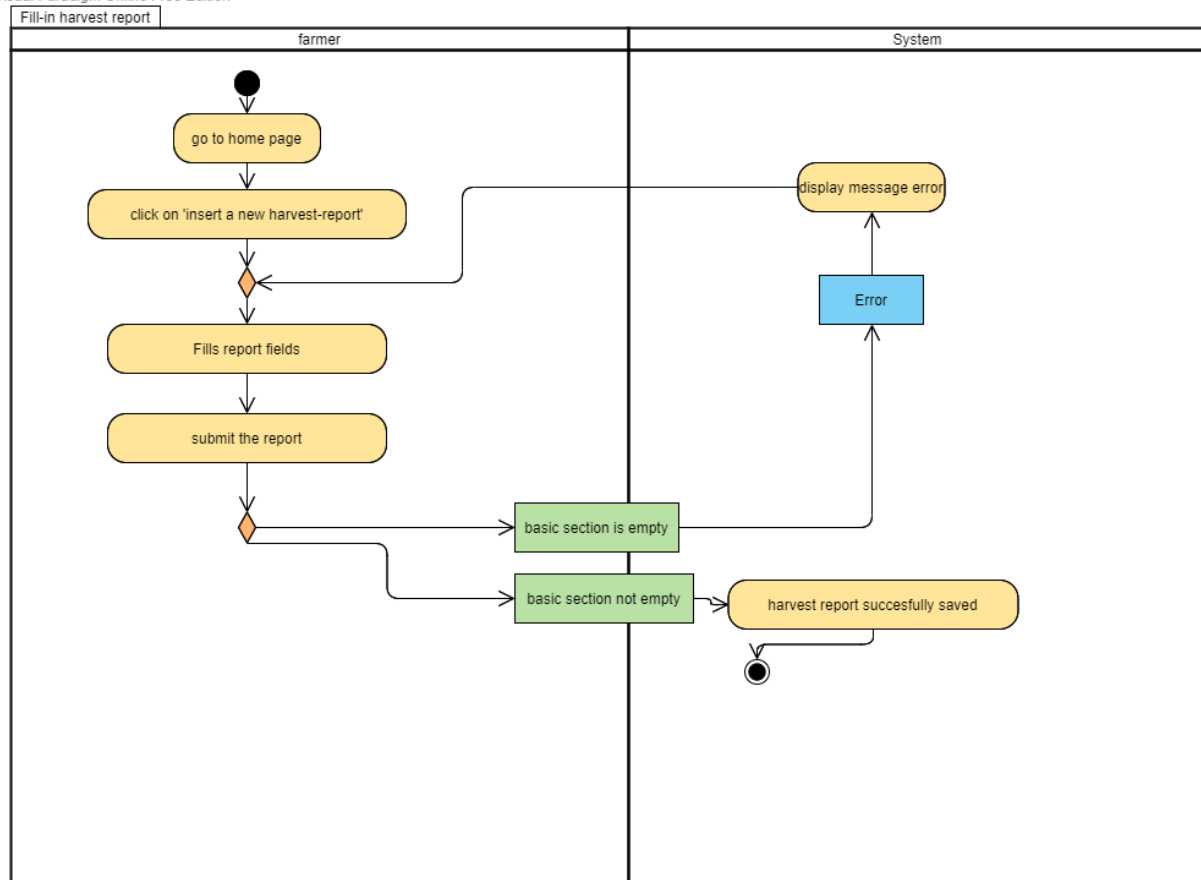 Fill-in harvest report
farmer
System
go to home page
display message error
click on 'insert a new harvest-report'
Error
Fills report fields
submit the report
basic section is empty
basic section not empty
harvest report succesfully saved